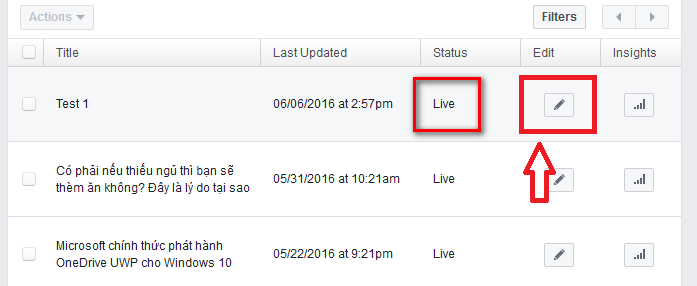 Actions Filters
Title Last Updated Status Edit Insights
Test 1 06/06/2016 at 2:57pm Live
Có phải nếu thiếu ngủ thì bạn sẽ
thèm ăn không? Đây là lý do tại sao 05/31/2016 at 10:21am Live
Microsoft chính thức phát hành
OneDrive UWP cho Windows 10 05/22/2016 at 9:21pm Live